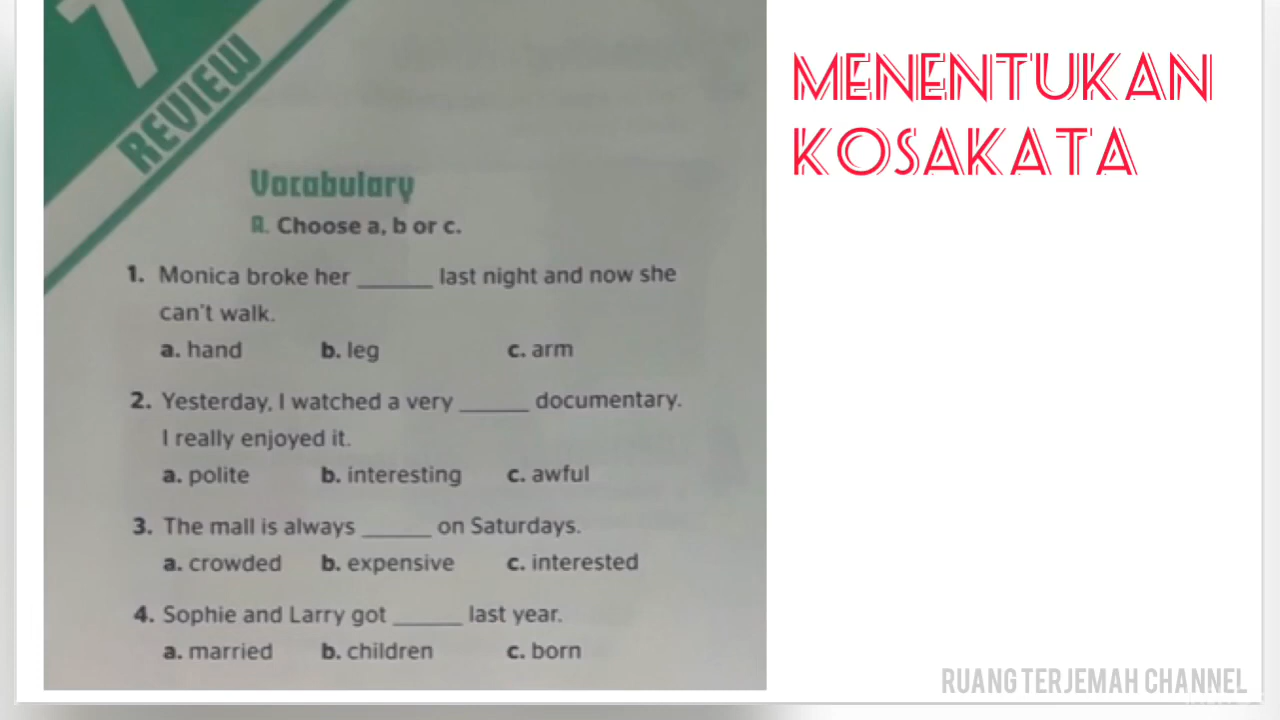 7
REVIEW
Vocabulary
A. Choose a, b or c.
1. Monica broke her ______ last night and now she
can't walk.
a. hand b. leg c. arm
2. Yesterday, I watched a very ______ documentary.
I really enjoyed it.
a. polite b. interesting c. awful
3. The mall is always ______ on Saturdays.
a. crowded b. expensive c. interested
4. Sophie and Larry got ______ last year.
a. married b. children c. born
MENENTUKAN
KOSAKATA
RUANG TERJEMAH CHANNEL